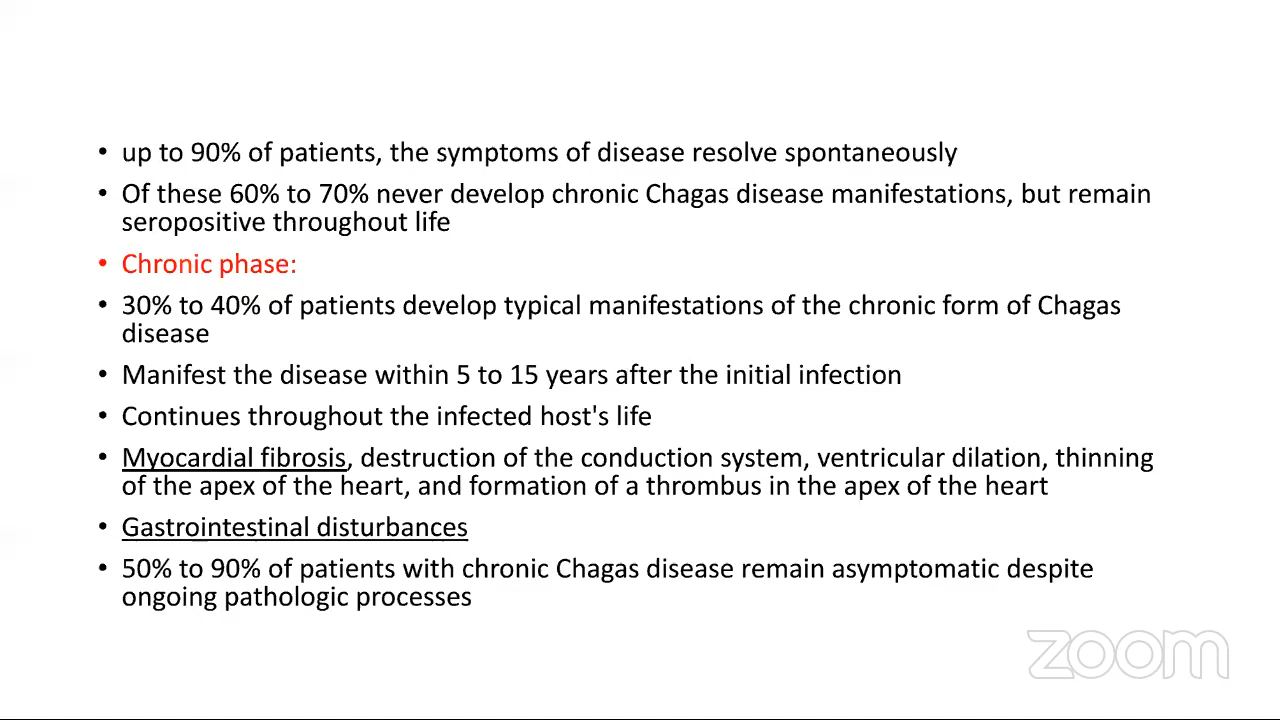 • up to 90% of patients, the symptoms of disease resolve spontaneously
• Of these 60% to 70% never develop chronic Chagas disease manifestations, but remain
seropositive throughout life
• Chronic phase:
• 30% to 40% of patients develop typical manifestations of the chronic form of Chagas
disease
• Manifest the disease within 5 to 15 years after the initial infection
• Continues throughout the infected host's life
• Myocardial fibrosis, destruction of the conduction system, ventricular dilation, thinning
of the apex of the heart, and formation of a thrombus in the apex of the heart
• Gastrointestinal disturbances
• 50% to 90% of patients with chronic Chagas disease remain asymptomatic despite
ongoing pathologic processes
zoom